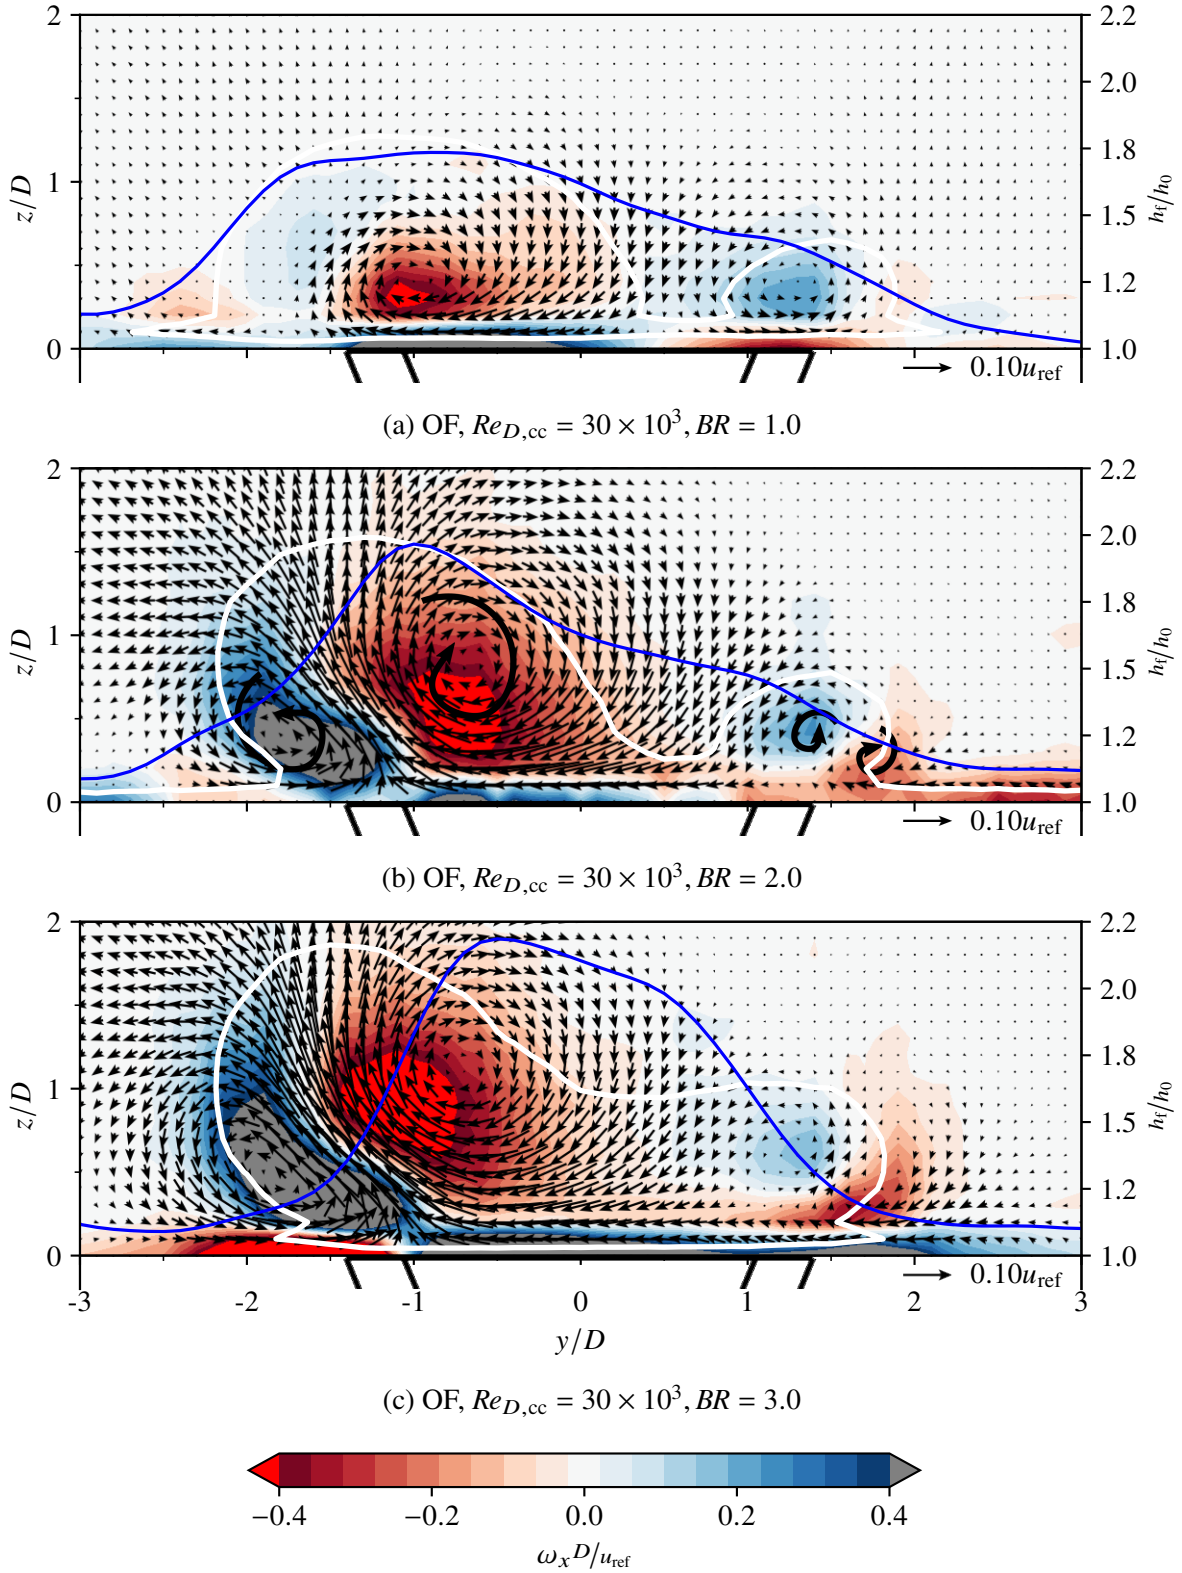 2
2.2
2.0
z/D
1
1.8
h_f/h_0
1.5
1.2
0
1.0
0.10u_ref
(a) OF, Re_{D,cc} = 30 × 10^3, BR = 1.0
2
2.2
2.0
z/D
1
1.8
h_f/h_0
1.5
1.2
0
1.0
0.10u_ref
(b) OF, Re_{D,cc} = 30 × 10^3, BR = 2.0
2
2.2
2.0
z/D
1
1.8
h_f/h_0
1.5
1.2
0
1.0
0.10u_ref
-3 -2 -1 0 1 2 3
y/D
(c) OF, Re_{D,cc} = 30 × 10^3, BR = 3.0
−0.4 −0.2 0.0 0.2 0.4
ω_x D/u_ref